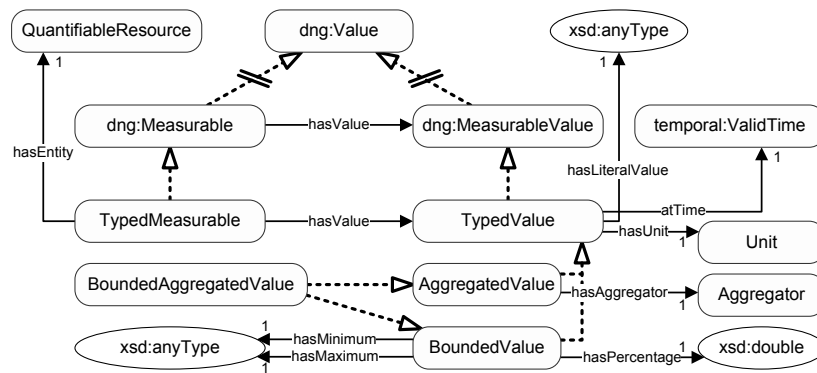 QuantifiableResource
dng:Value
xsd:anyType
1
1
dng:Measurable
hasValue
dng:MeasurableValue
temporal:ValidTime
hasEntity
hasLiteralValue
1
TypedMeasurable
hasValue
TypedValue
atTime
hasUnit
1
Unit
BoundedAggregatedValue
AggregatedValue
hasAggregator
1
Aggregator
xsd:anyType
1
hasMinimum
hasMaximum
1
BoundedValue
hasPercentage
1
xsd:double